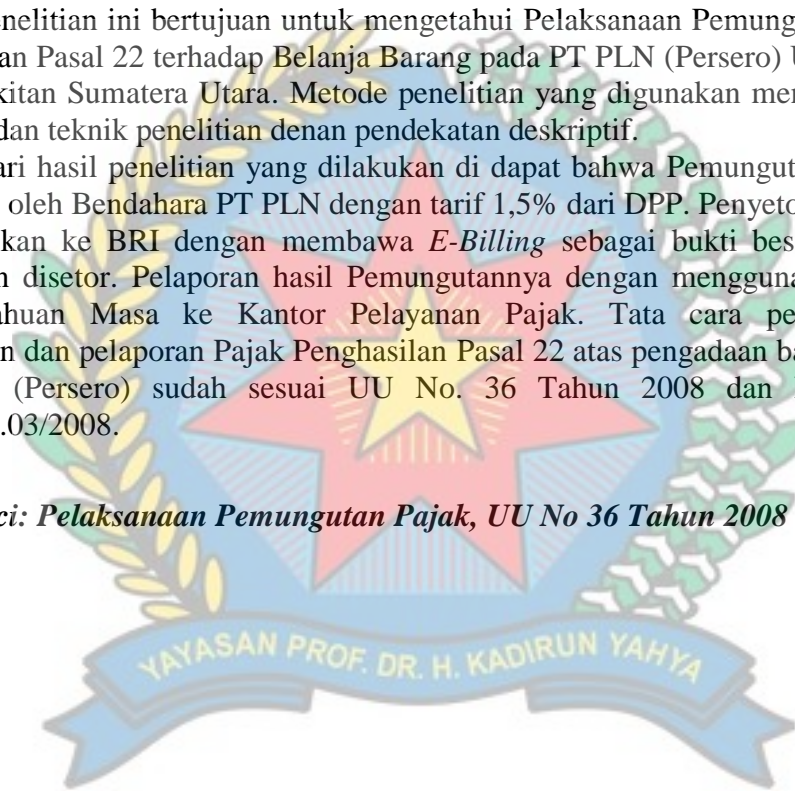 nelitian ini bertujuan untuk mengetahui Pelaksanaan Pemung
an Pasal 22 terhadap Belanja Barang pada PT PLN (Persero) U
kitan Sumatera Utara. Metode penelitian yang digunakan mer
dan teknik penelitian denan pendekatan deskriptif.
ari hasil penelitian yang dilakukan di dapat bahwa Pemungut
oleh Bendahara PT PLN dengan tarif 1,5% dari DPP. Penyeto
kan ke BRI dengan membawa E-Billing sebagai bukti bes
n disetor. Pelaporan hasil Pemungutannya dengan mengguna
ahuan Masa ke Kantor Pelayanan Pajak. Tata cara pe
n dan pelaporan Pajak Penghasilan Pasal 22 atas pengadaan ba
(Persero) sudah sesuai UU No. 36 Tahun 2008 dan
.03/2008.
ci: Pelaksanaan Pemungutan Pajak, UU No 36 Tahun 2008
YAYASAN PROF. DR. H. KADIRUN YAHYA